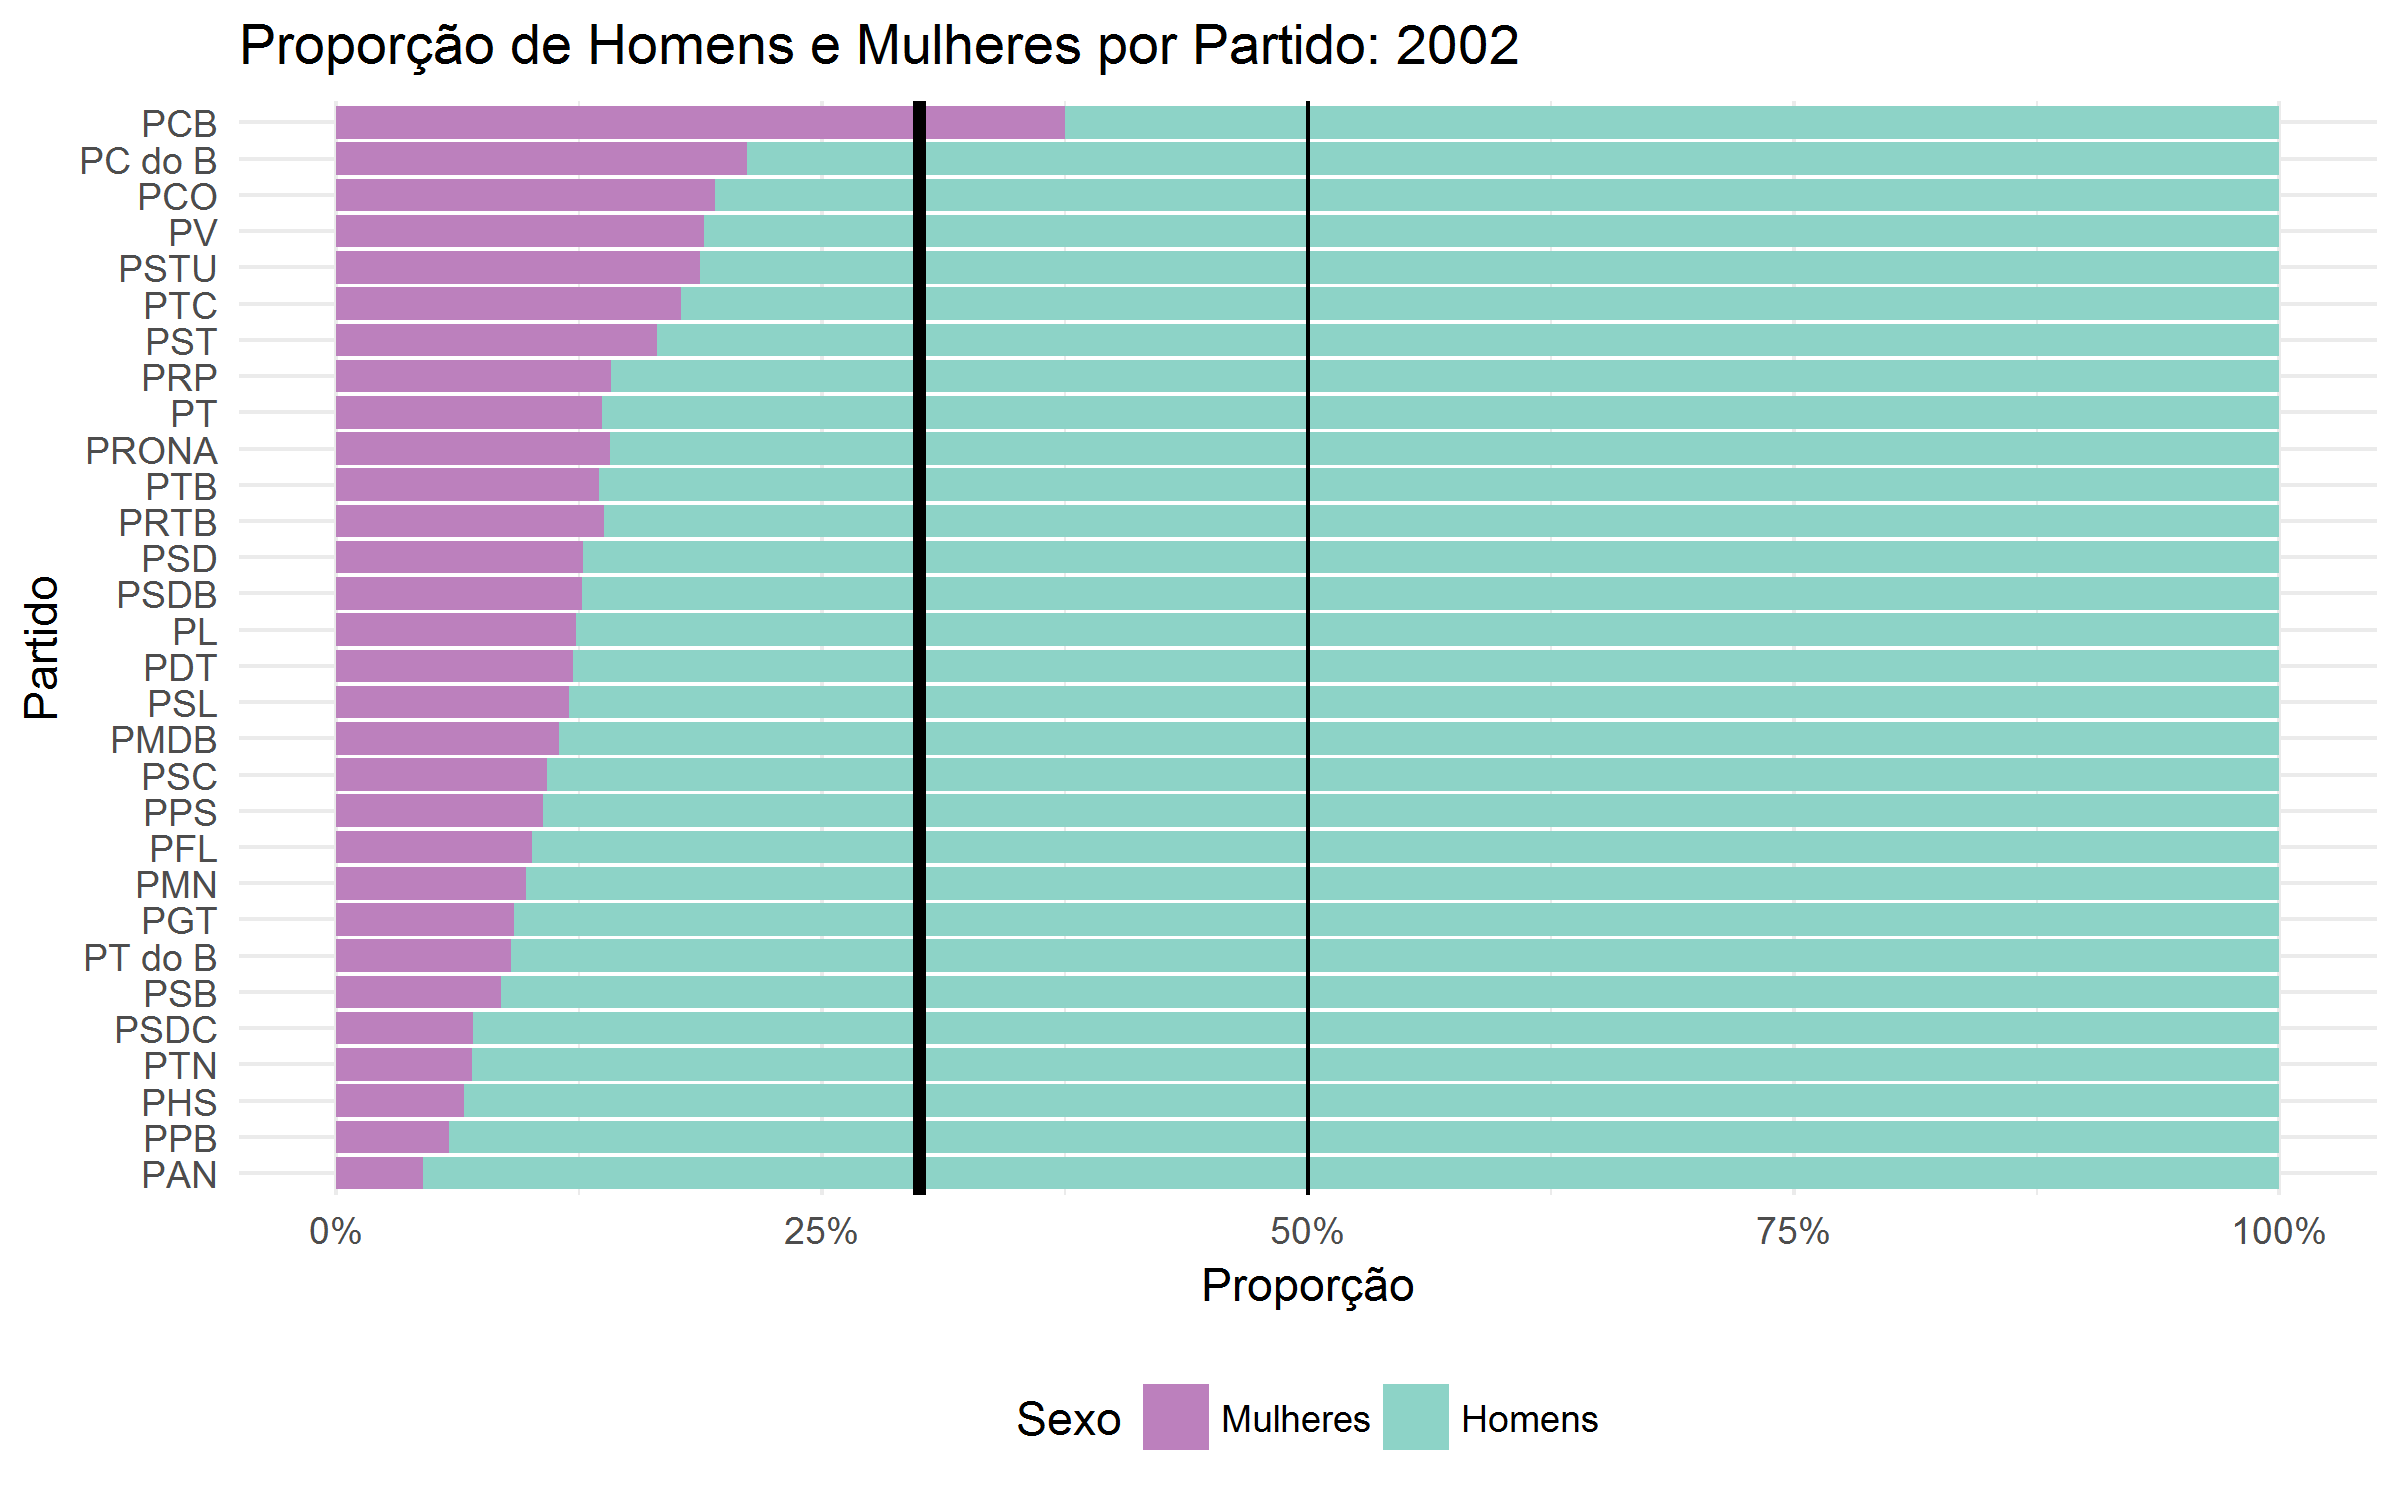 Proporção de Homens e Mulheres por Partido: 2002
PCB
PC do B
PCO
PV
PSTU
PTC
PST
PRP
PT
PRONA
PTB
PRTB
PSD
PSDB
PL
PDT
PSL
PMDB
PSC
PPS
PFL
PMN
PGT
PT do B
PSB
PSDC
PTN
PHS
PPB
PAN
Partido
0% 25% 50% 75% 100%
Proporção
Sexo Mulheres Homens